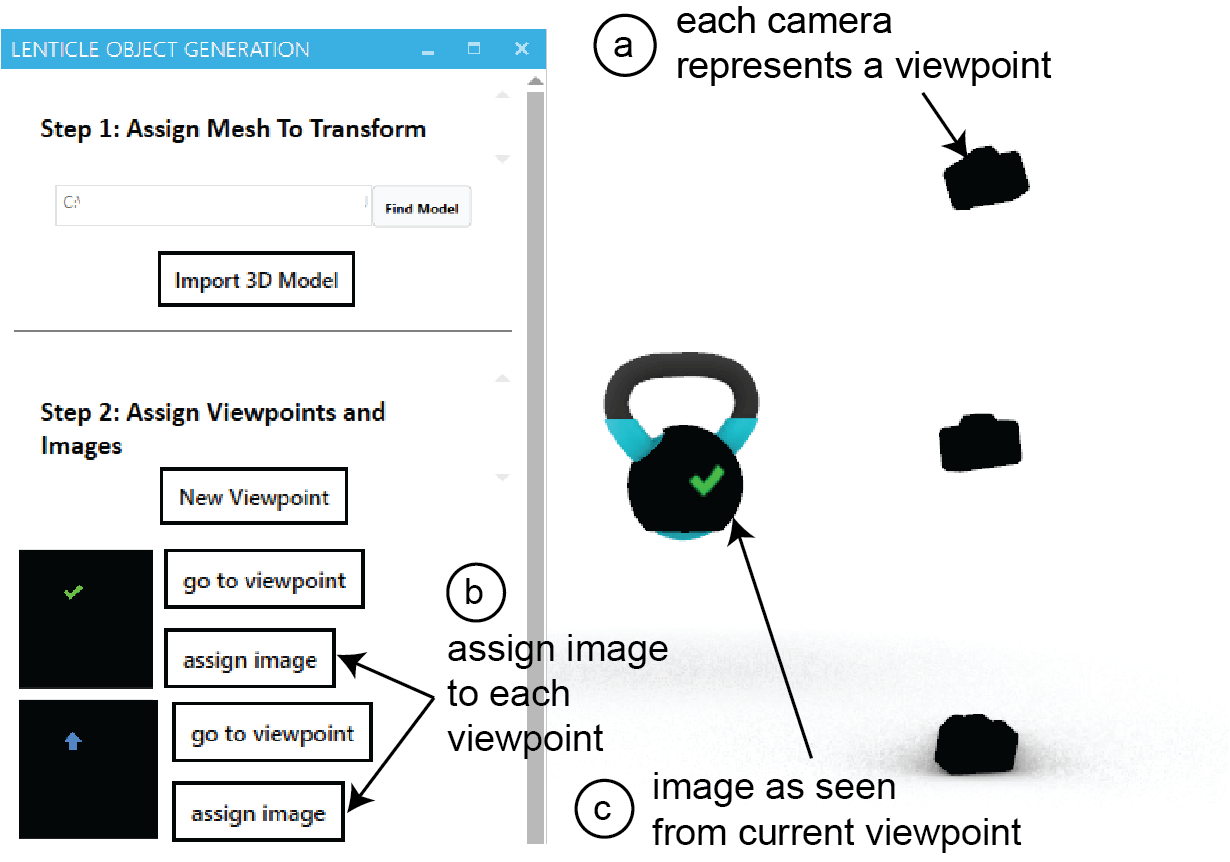 LENTICLE OBJECT GENERATION
Step 1: Assign Mesh To Transform
C:\
Find Model
Import 3D Model
Step 2: Assign Viewpoints and
Images
New Viewpoint
go to viewpoint
assign image
go to viewpoint
assign image
a
each camera
represents a viewpoint
b
assign image
to each
viewpoint
c
image as seen
from current viewpoint